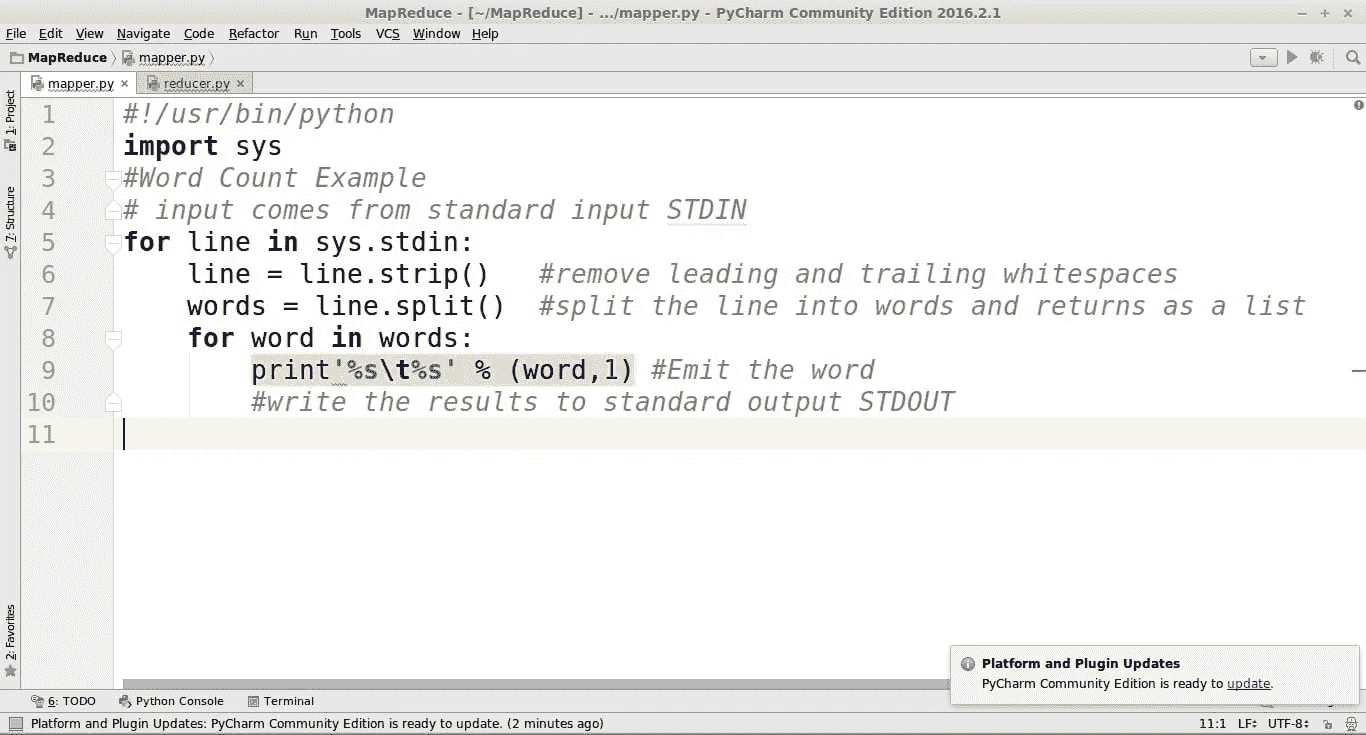 MapReduce - [~/MapReduce] - .../mapper.py - PyCharm Community Edition 2016.2.1
File Edit View Navigate Code Refactor Run Tools VCS Window Help
MapReduce mapper.py
mapper.py reducer.py
1: Project
7: Structure
2: Favorites
1 #!/usr/bin/python
2 import sys
3 #Word Count Example
4 # input comes from standard input STDIN
5 for line in sys.stdin:
6 line = line.strip() #remove leading and trailing whitespaces
7 words = line.split() #split the line into words and returns as a list
8 for word in words:
9 print'%s\t%s' % (word,1) #Emit the word
10 #write the results to standard output STDOUT
11
Platform and Plugin Updates
PyCharm Community Edition is ready to update.
6: TODO Python Console Terminal
Platform and Plugin Updates: PyCharm Community Edition is ready to update. (2 minutes ago) 11:1 LF UTF-8